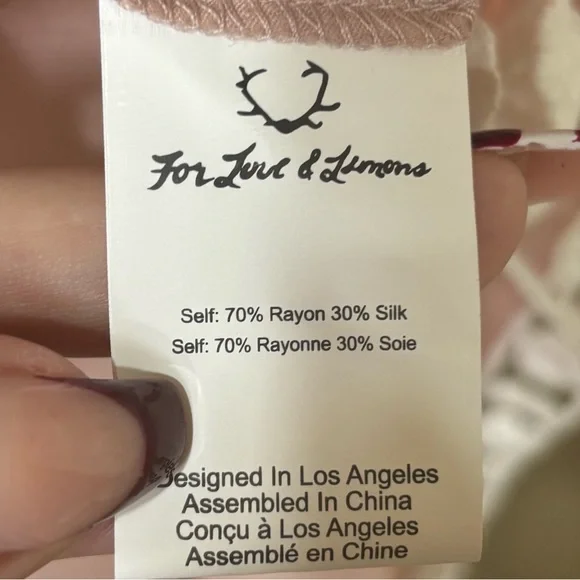 For Love & Lemons
Self: 70% Rayon 30% Silk
Self: 70% Rayonne 30% Soie
Designed In Los Angeles
Assembled In China
Conçu à Los Angeles
Assemblé en Chine